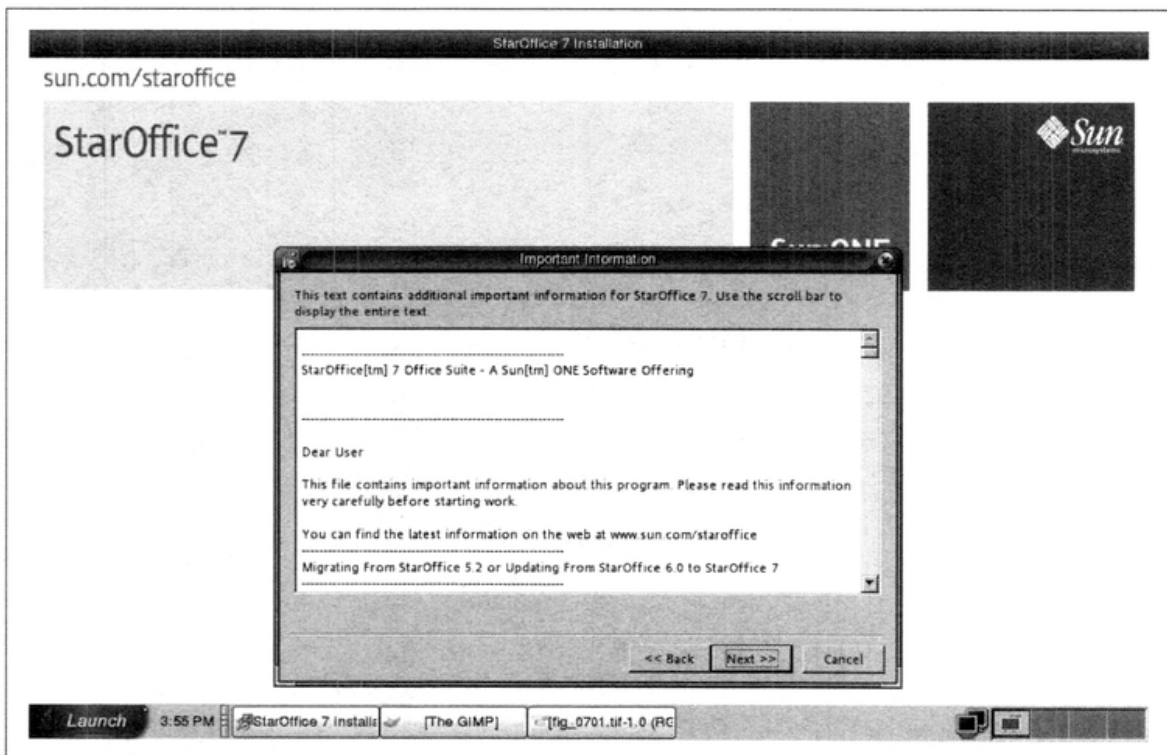 StarOffice 7 Installation
sun.com/staroffice
StarOffice™7
Sun
microsystems
Sun ONE
Important Information
This text contains additional important information for StarOffice 7. Use the scroll bar to
display the entire text.
StarOffice[tm] 7 Office Suite - A Sun[tm] ONE Software Offering
Dear User
This file contains important information about this program. Please read this information
very carefully before starting work.
You can find the latest information on the web at www.sun.com/staroffice
Migrating From StarOffice 5.2 or Updating From StarOffice 6.0 to StarOffice 7
<< Back Next >> Cancel
Launch 3:55 PM StarOffice 7 Installa [The GIMP] [fig_0701.tif-1.0 (RG